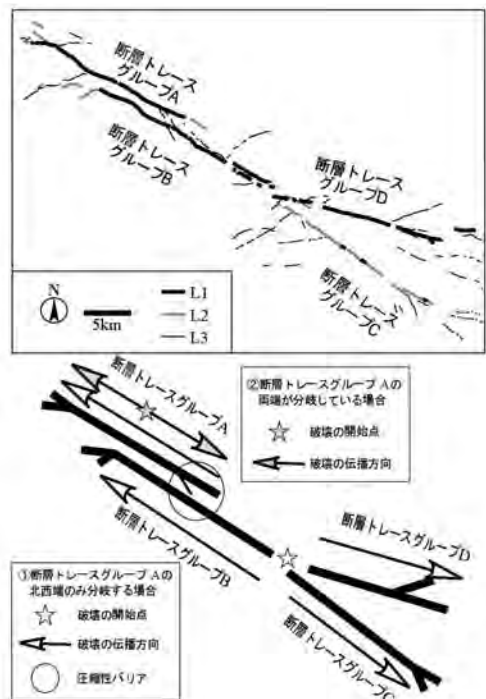 断層トレース
グループA
断層トレース
グループB
断層トレース
グループD
断層トレース
グループC
N
5km
L1
L2
L3
断層トレースグループA
②断層トレースグループ Aの
両端が分岐している場合
破壊の開始点
破壊の伝播方向
断層トレースグループB
断層トレースグループD
断層トレースグループC
①断層トレースグループ Aの
北西端のみ分岐する場合
破壊の開始点
破壊の伝播方向
圧縮性バリア